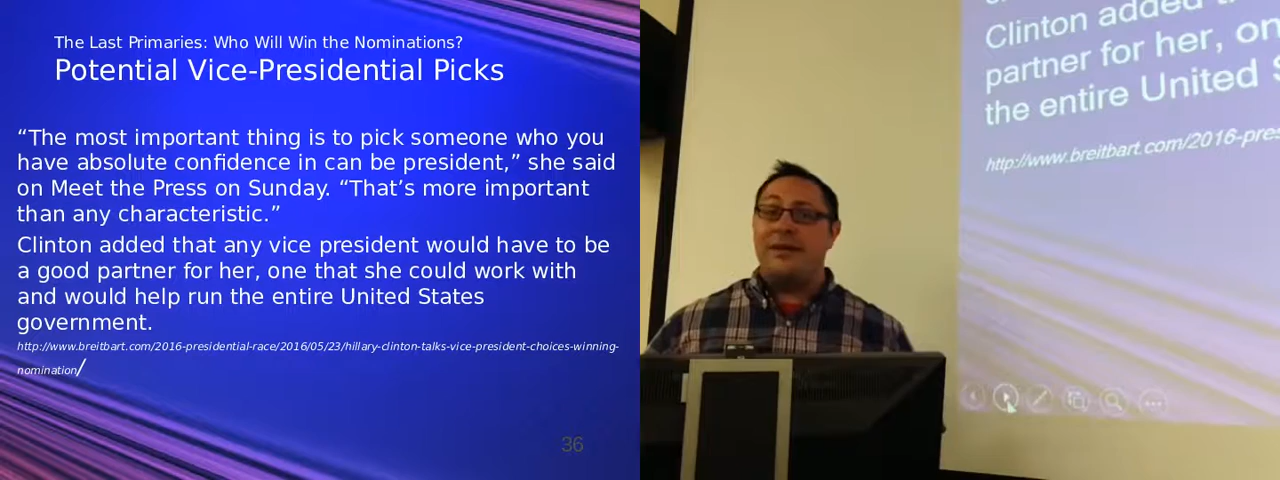 The Last Primaries: Who Will Win the Nominations?
Potential Vice-Presidential Picks
“The most important thing is to pick someone who you
have absolute confidence in can be president,” she said
on Meet the Press on Sunday. “That’s more important
than any characteristic.”
Clinton added that any vice president would have to be
a good partner for her, one that she could work with
and would help run the entire United States
government.
http://www.breitbart.com/2016-presidential-race/2016/05/23/hillary-clinton-talks-vice-president-choices-winning-
nomination/
36
Clinton added
partner for her, on
the entire United
http://www.breitbart.com/2016-pres